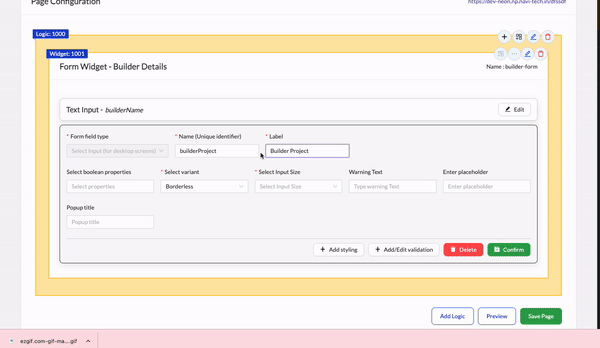 Page Configuration
https://dev-neon.np.navi-tech.in/dfssdf
Logic: 1000
Widget: 1001
Form Widget - Builder Details
Name : builder-form
Text Input - builderName
Edit
* Form field type * Name (Unique identifier) * Label
Select Input (for desktop screens) builderProject Builder Project
Select boolean properties * Select variant * Select Input Size Warning Text Enter placeholder
Select properties Borderless Select Input Size Type warning Text Enter placeholder
Popup title
Popup title
+ Add styling + Add/Edit validation Delete Confirm
Add Logic Preview Save Page
ezgif.com-gif-ma....gif